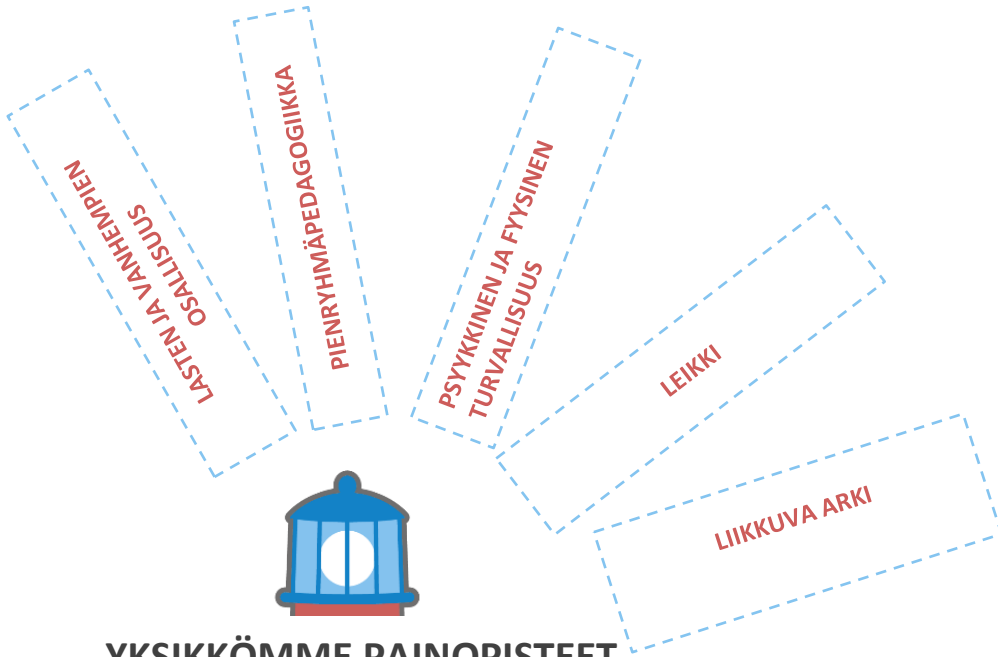 LASTEN JA VANHEMPIEN
OSALLISUUS
PIENRYHMÄPEDAGOGIIKKA
PSYYKKINEN JA FYYSINEN
TURVALLISUUS
LEIKKI
LIIKKUVA ARKI
YKSIKKÖMME PAINOPISTEET